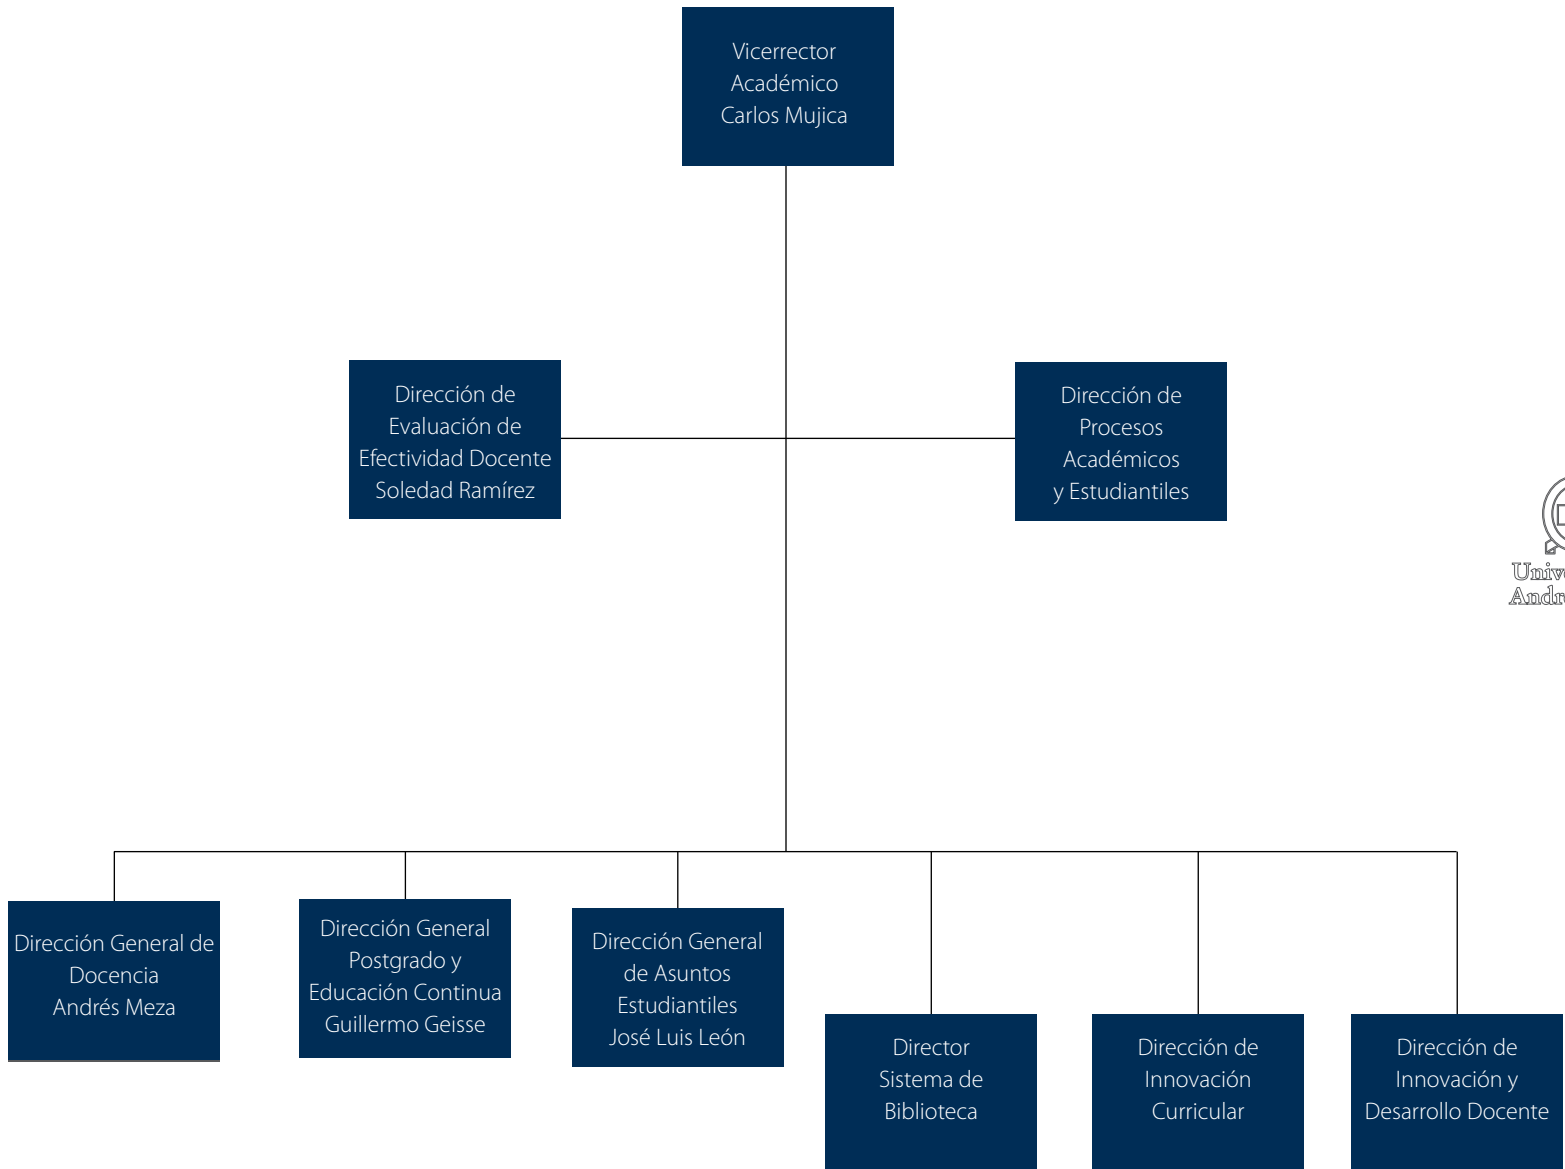 Vicerrector
Académico
Carlos Mujica
Dirección de
Evaluación de
Efectividad Docente
Soledad Ramírez
Dirección de
Procesos
Académicos
y Estudiantiles
Dirección General de
Docencia
Andrés Meza
Dirección General
Postgrado y
Educación Continua
Guillermo Geisse
Dirección General
de Asuntos
Estudiantiles
José Luis León
Director
Sistema de
Biblioteca
Dirección de
Innovación
Curricular
Dirección de
Innovación y
Desarrollo Docente